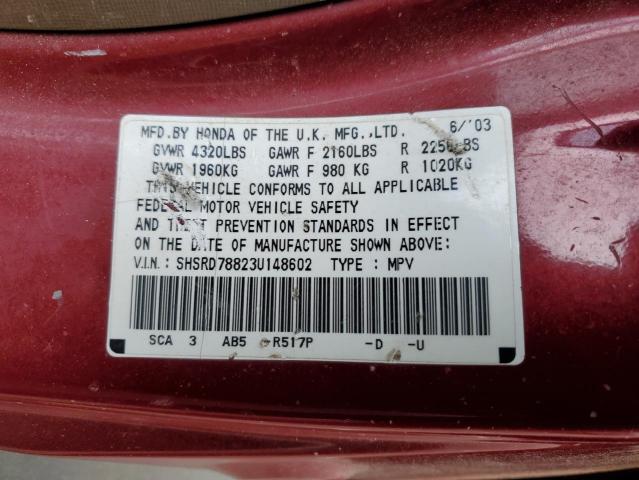 MFD.BY HONDA OF THE U.K. MFG.,LTD. 6/'03
GVWR 4320LBS GAWR F 2160LBS R 2250LBS
GVWR 1960KG GAWR F 980 KG R 1020KG
THIS VEHICLE CONFORMS TO ALL APPLICABLE
FEDERAL MOTOR VEHICLE SAFETY
AND THEFT PREVENTION STANDARDS IN EFFECT
ON THE DATE OF MANUFACTURE SHOWN ABOVE:
V.I.N.: SHSRD78823U148602 TYPE : MPV
SCA 3 AB5 -R517P -D -U